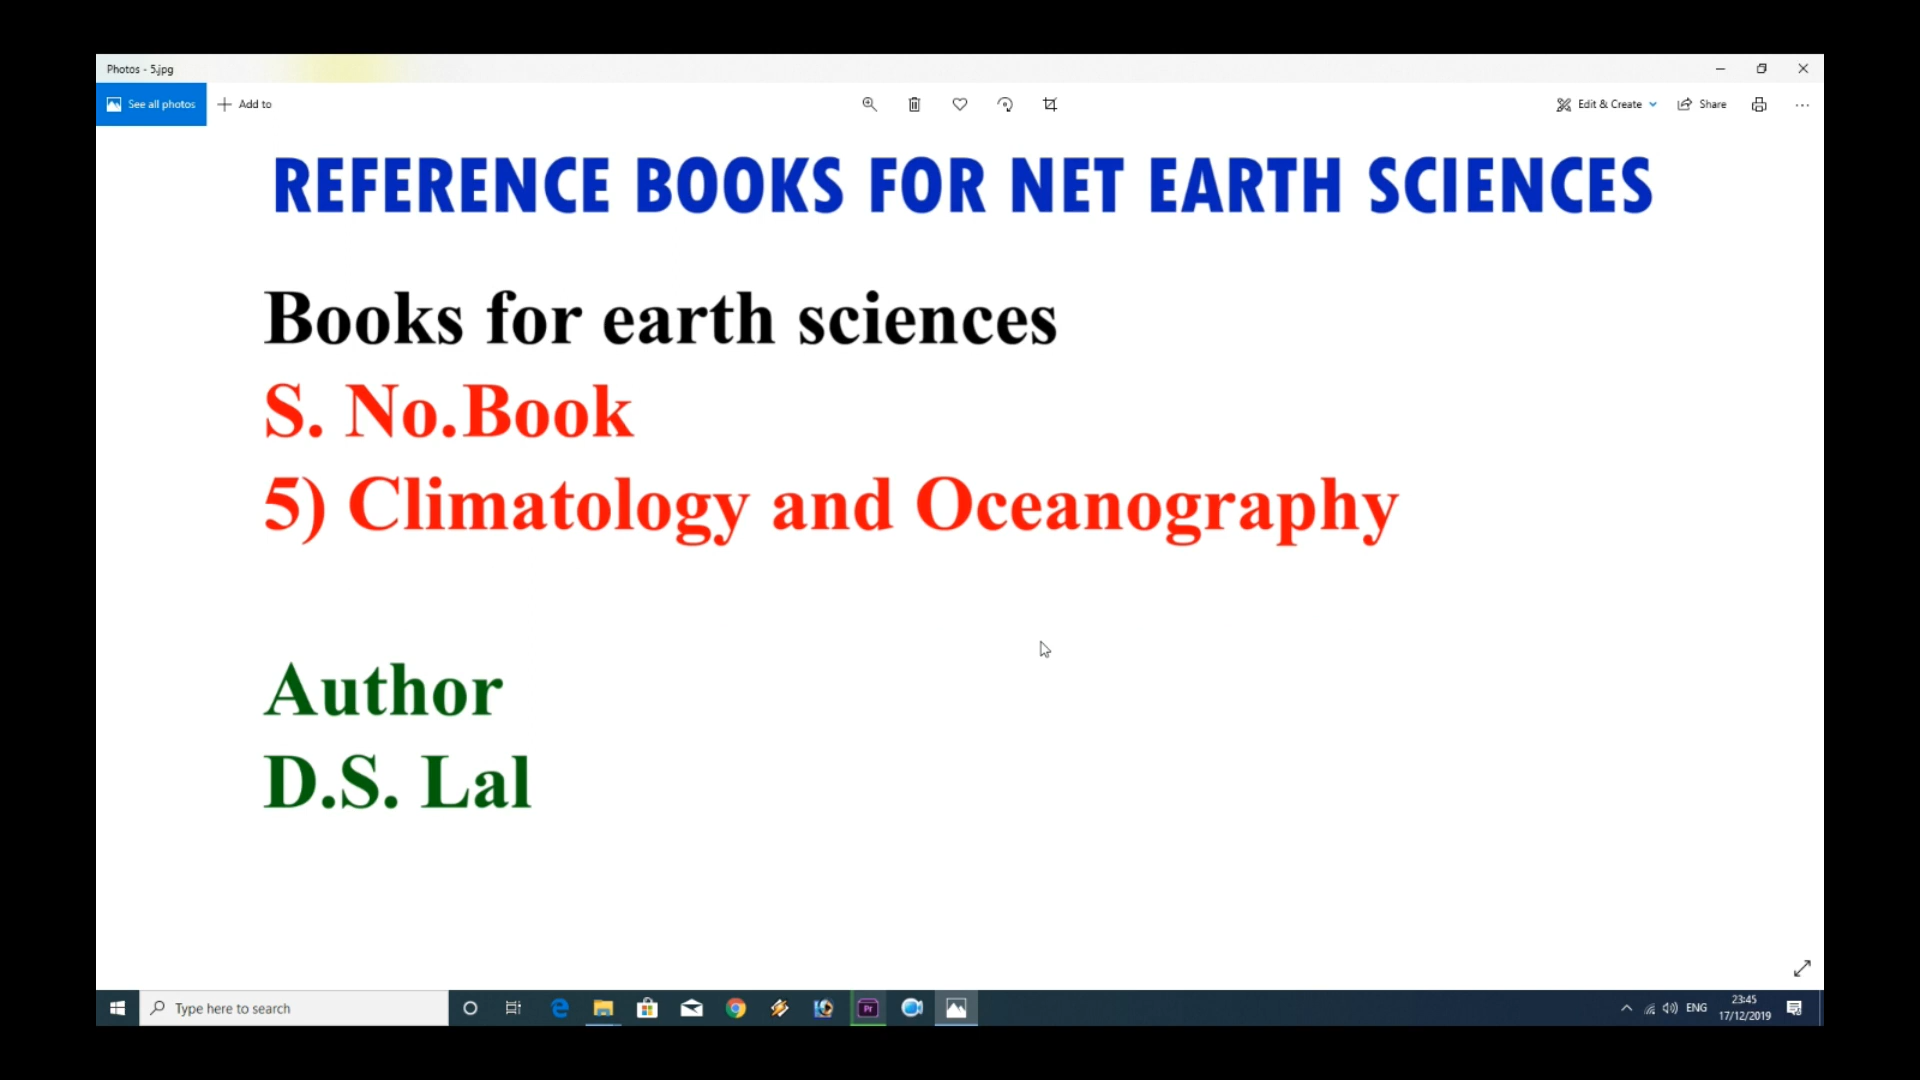 Photos - 5.jpg
See all photos
Add to
Edit & Create
Share
REFERENCE BOOKS FOR NET EARTH SCIENCES
Books for earth sciences
S. No.Book
5) Climatology and Oceanography
Author
D.S. Lal
Type here to search
Pr
ENG
23:45
17/12/2019